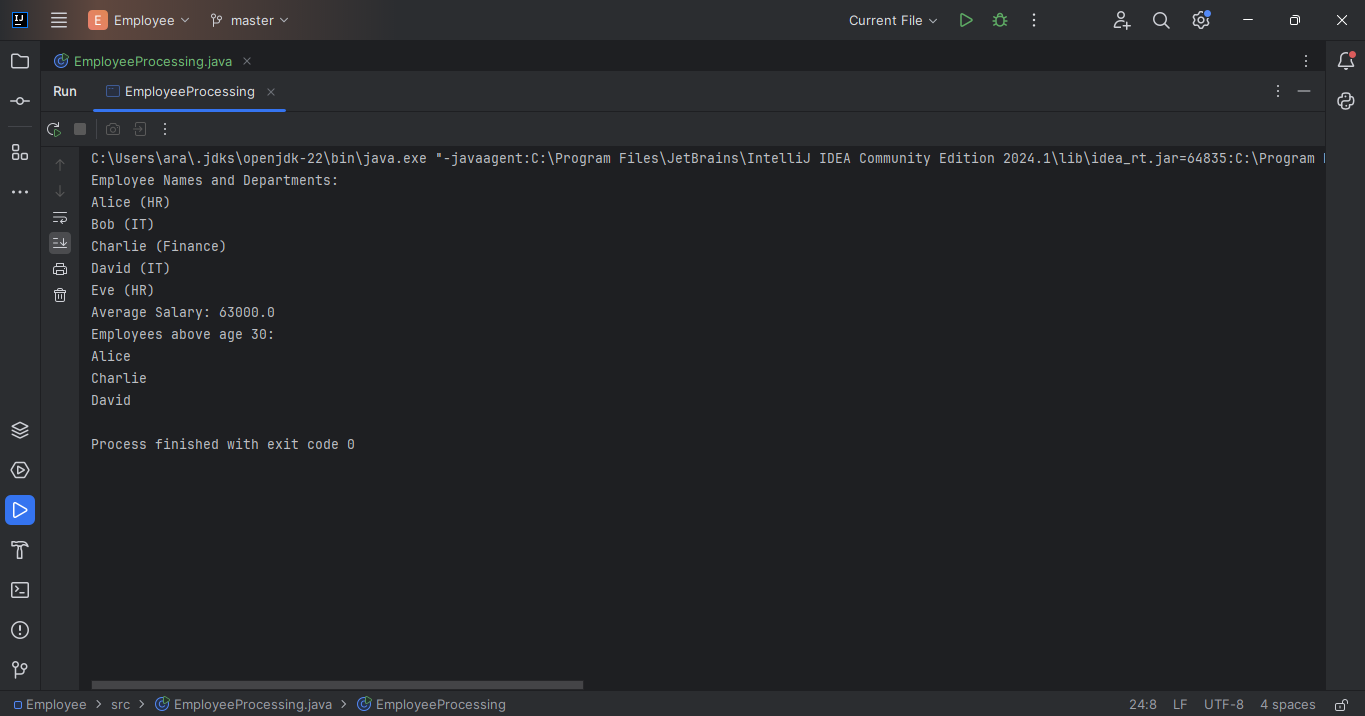 E Employee master Current File
EmployeeProcessing.java
Run EmployeeProcessing
C:\Users\ara\.jdks\openjdk-22\bin\java.exe "-javaagent:C:\Program Files\JetBrains\IntelliJ IDEA Community Edition 2024.1\lib\idea_rt.jar=64835:C:\Program
Employee Names and Departments:
Alice (HR)
Bob (IT)
Charlie (Finance)
David (IT)
Eve (HR)
Average Salary: 63000.0
Employees above age 30:
Alice
Charlie
David
Process finished with exit code 0
Employee > src > EmployeeProcessing.java > EmployeeProcessing 24:8 LF UTF-8 4 spaces